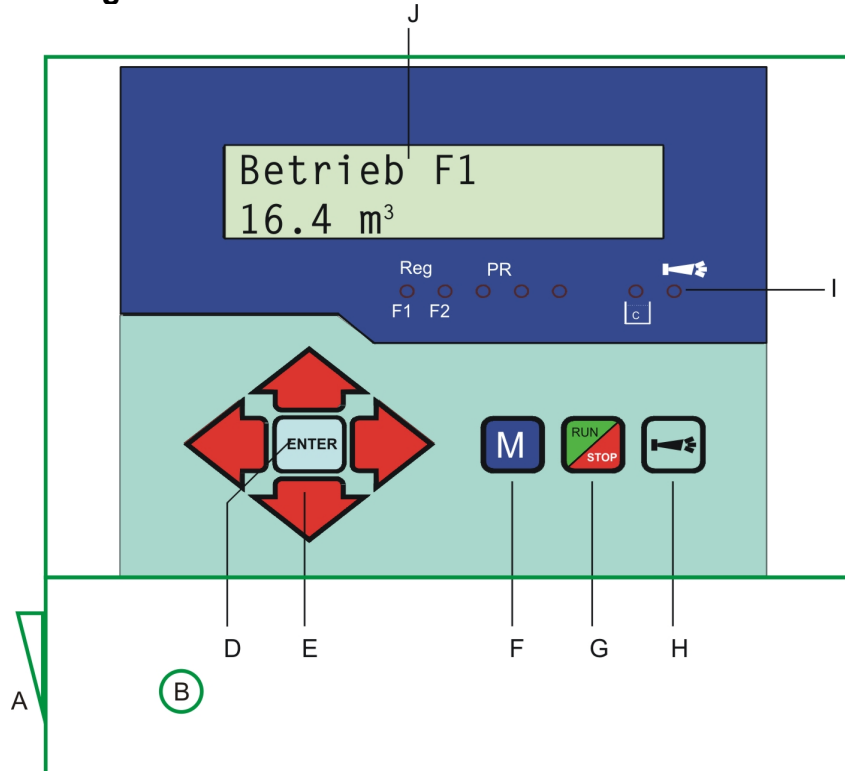 J
Betrieb F1
16.4 m³
Reg PR
F1 F2
c
I
ENTER
M
RUN
STOP
D E F G H
A
B